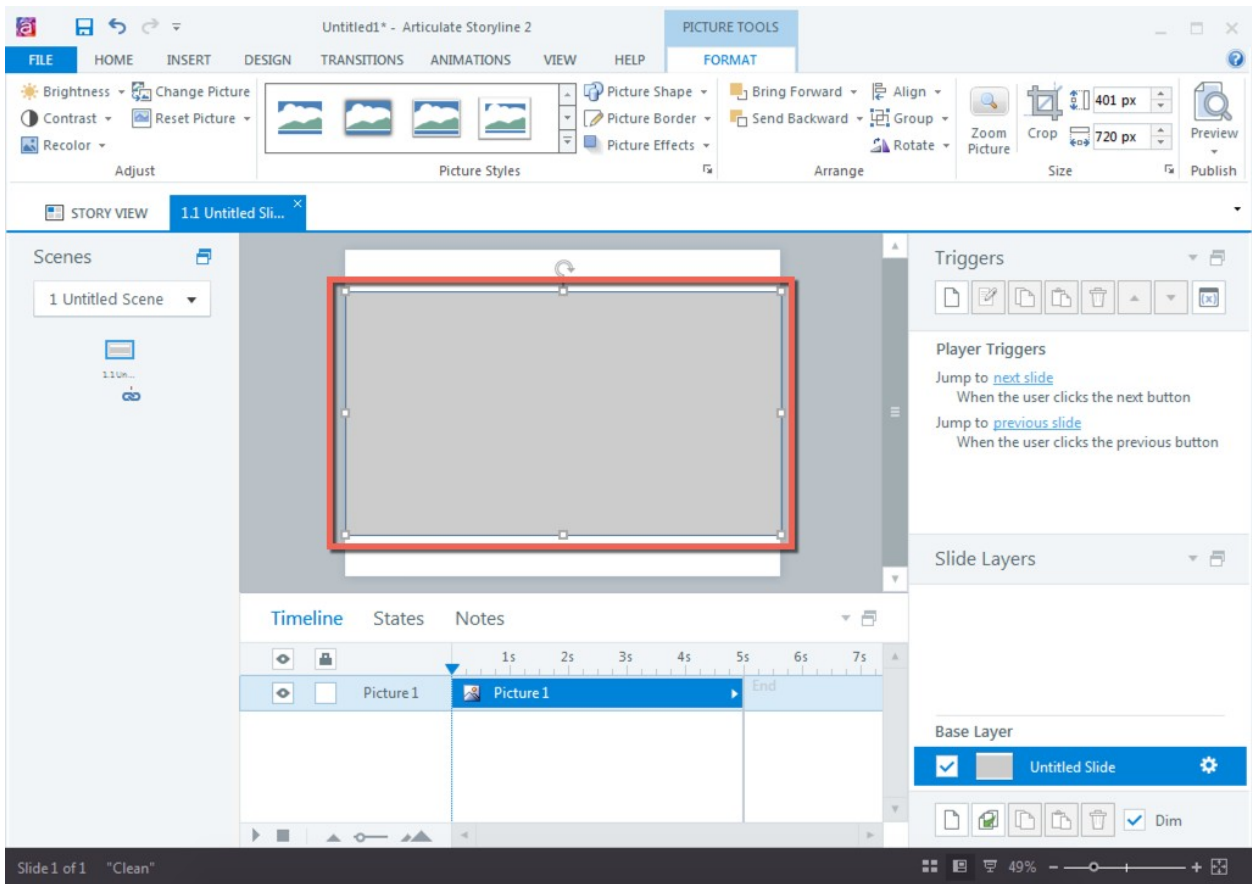 Untitled1* - Articulate Storyline 2
PICTURE TOOLS
FILE HOME INSERT DESIGN TRANSITIONS ANIMATIONS VIEW HELP FORMAT
Brightness Change Picture Picture Shape Bring Forward Align 401 px
Contrast Reset Picture Picture Border Send Backward Group Zoom Picture Crop 720 px Preview
Recolor Picture Effects Rotate
Adjust Picture Styles Arrange Size Publish
STORY VIEW 1.1 Untitled Sli...
Scenes
1 Untitled Scene
1.1 Un...
Triggers
(x)
Player Triggers
Jump to next slide
When the user clicks the next button
Jump to previous slide
When the user clicks the previous button
Slide Layers
Timeline States Notes
1s 2s 3s 4s 5s 6s 7s
Picture 1 Picture 1 End
Base Layer
Untitled Slide
Dim
Slide 1 of 1 "Clean" 49%